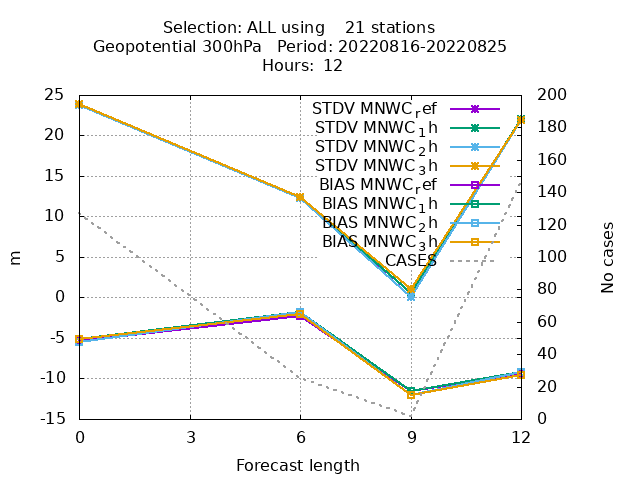 Selection: ALL using    21 stations
Geopotential 300hPa   Period: 20220816-20220825
Hours: 12
25
20
15
10
5
0
-5
-10
-15
m
200
180
160
140
120
100
80
60
40
20
0
No cases
STDV MNWC_ref
STDV MNWC_1h
STDV MNWC_2h
STDV MNWC_3h
BIAS MNWC_ref
BIAS MNWC_1h
BIAS MNWC_2h
BIAS MNWC_3h
CASES
0 3 6 9 12
Forecast length